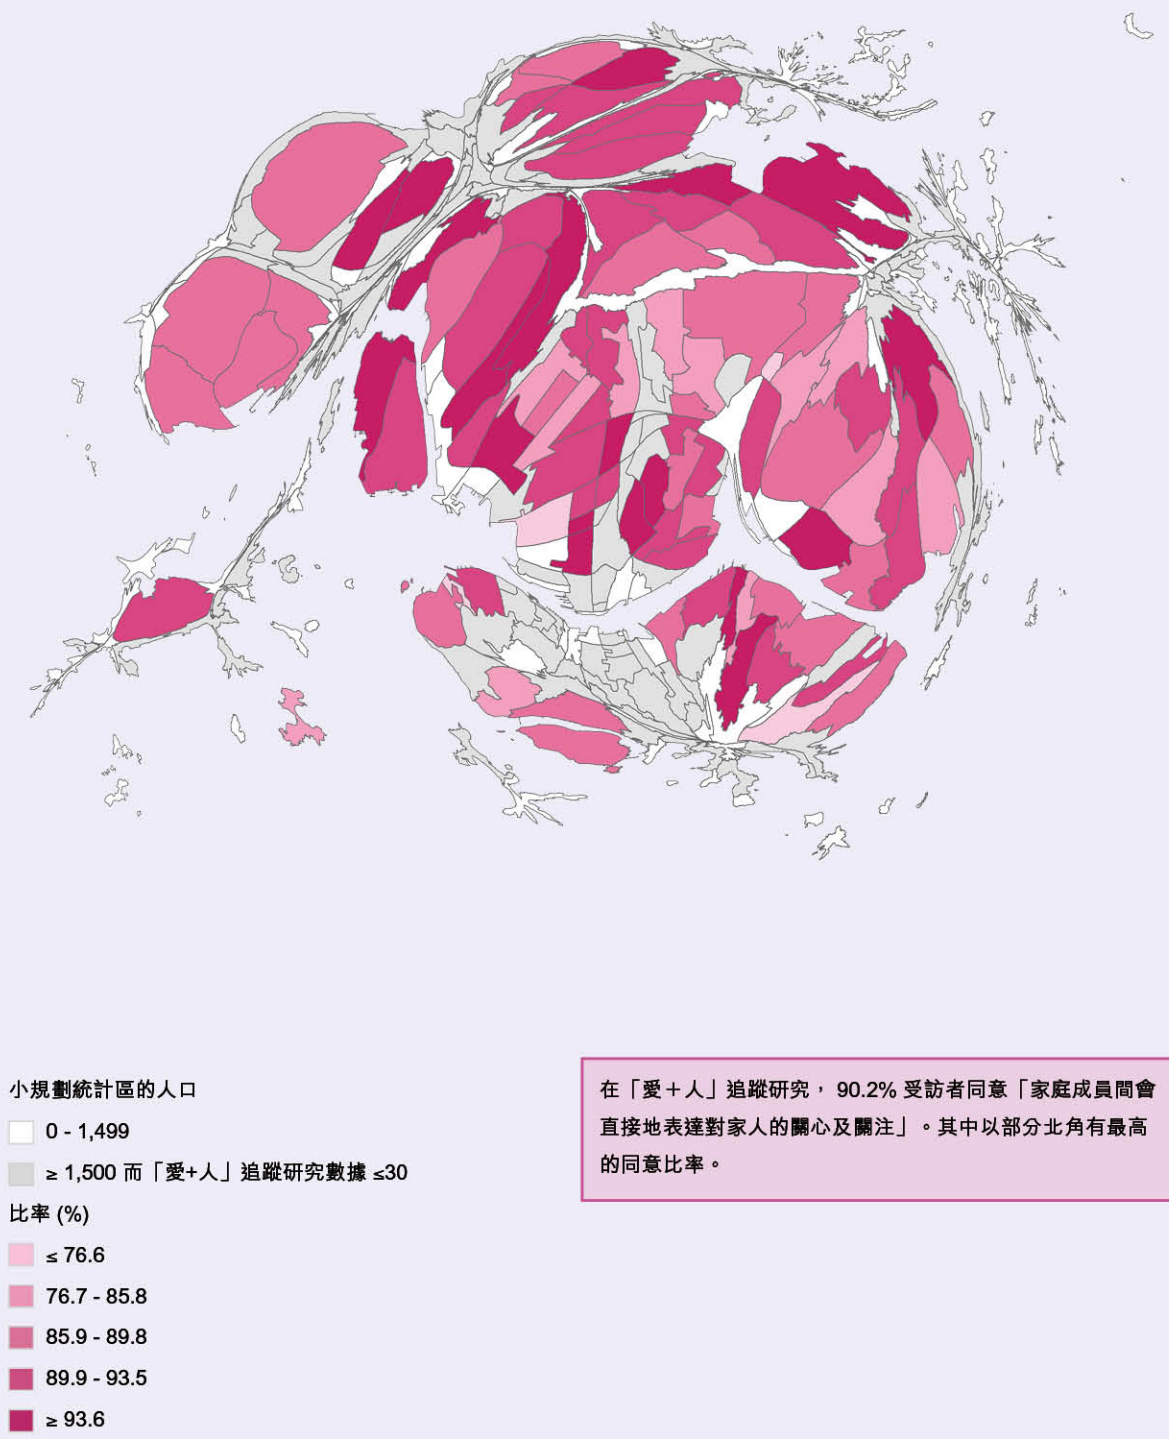 小規劃統計區的人口
0 - 1,499
≥ 1,500 而「愛+人」追蹤研究數據 ≤30
比率 (%)
≤ 76.6
76.7 - 85.8
85.9 - 89.8
89.9 - 93.5
≥ 93.6
在「愛＋人」追蹤研究， 90.2% 受訪者同意「家庭成員間會
直接地表達對家人的關心及關注」。其中以部分北角有最高
的同意比率。